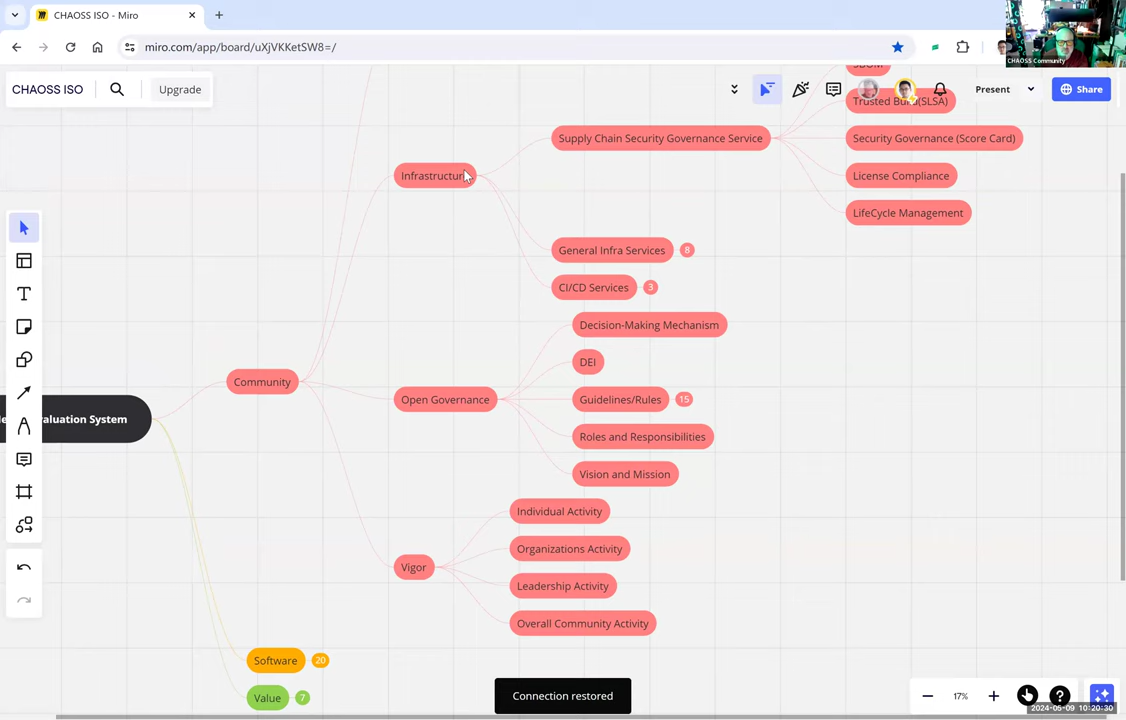 CHAOSS ISO - Miro
miro.com/app/board/uXjVKKetSW8=/
CHAOSS Community
CHAOSS ISO
Upgrade
Present
Share
SBOM
Trusted Build(SLSA)
Supply Chain Security Governance Service
Security Governance (Score Card)
Infrastructur
License Compliance
LifeCycle Management
General Infra Services 8
CI/CD Services 3
Decision-Making Mechanism
DEI
Community
Open Governance
Guidelines/Rules 15
aluation System
Roles and Responsibilities
Vision and Mission
Individual Activity
Organizations Activity
Vigor
Leadership Activity
Overall Community Activity
Software 20
Value 7
Connection restored
17%
2024-05-09 10:20:30